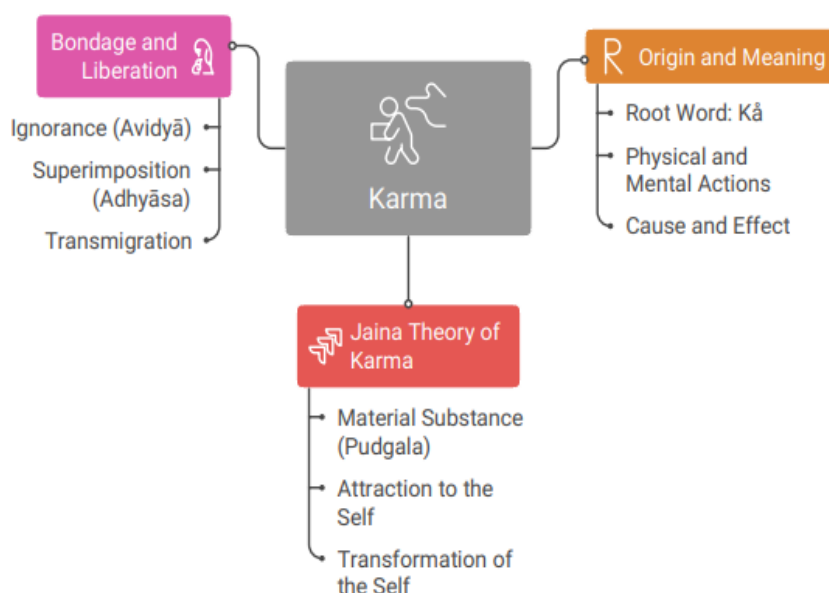 Karma
Bondage and
Liberation
Ignorance (Avidyā)
Superimposition
(Adhyāsa)
Transmigration
Origin and Meaning
Root Word: Kå
Physical and
Mental Actions
Cause and Effect
Jaina Theory of
Karma
Material Substance
(Pudgala)
Attraction to the
Self
Transformation of
the Self